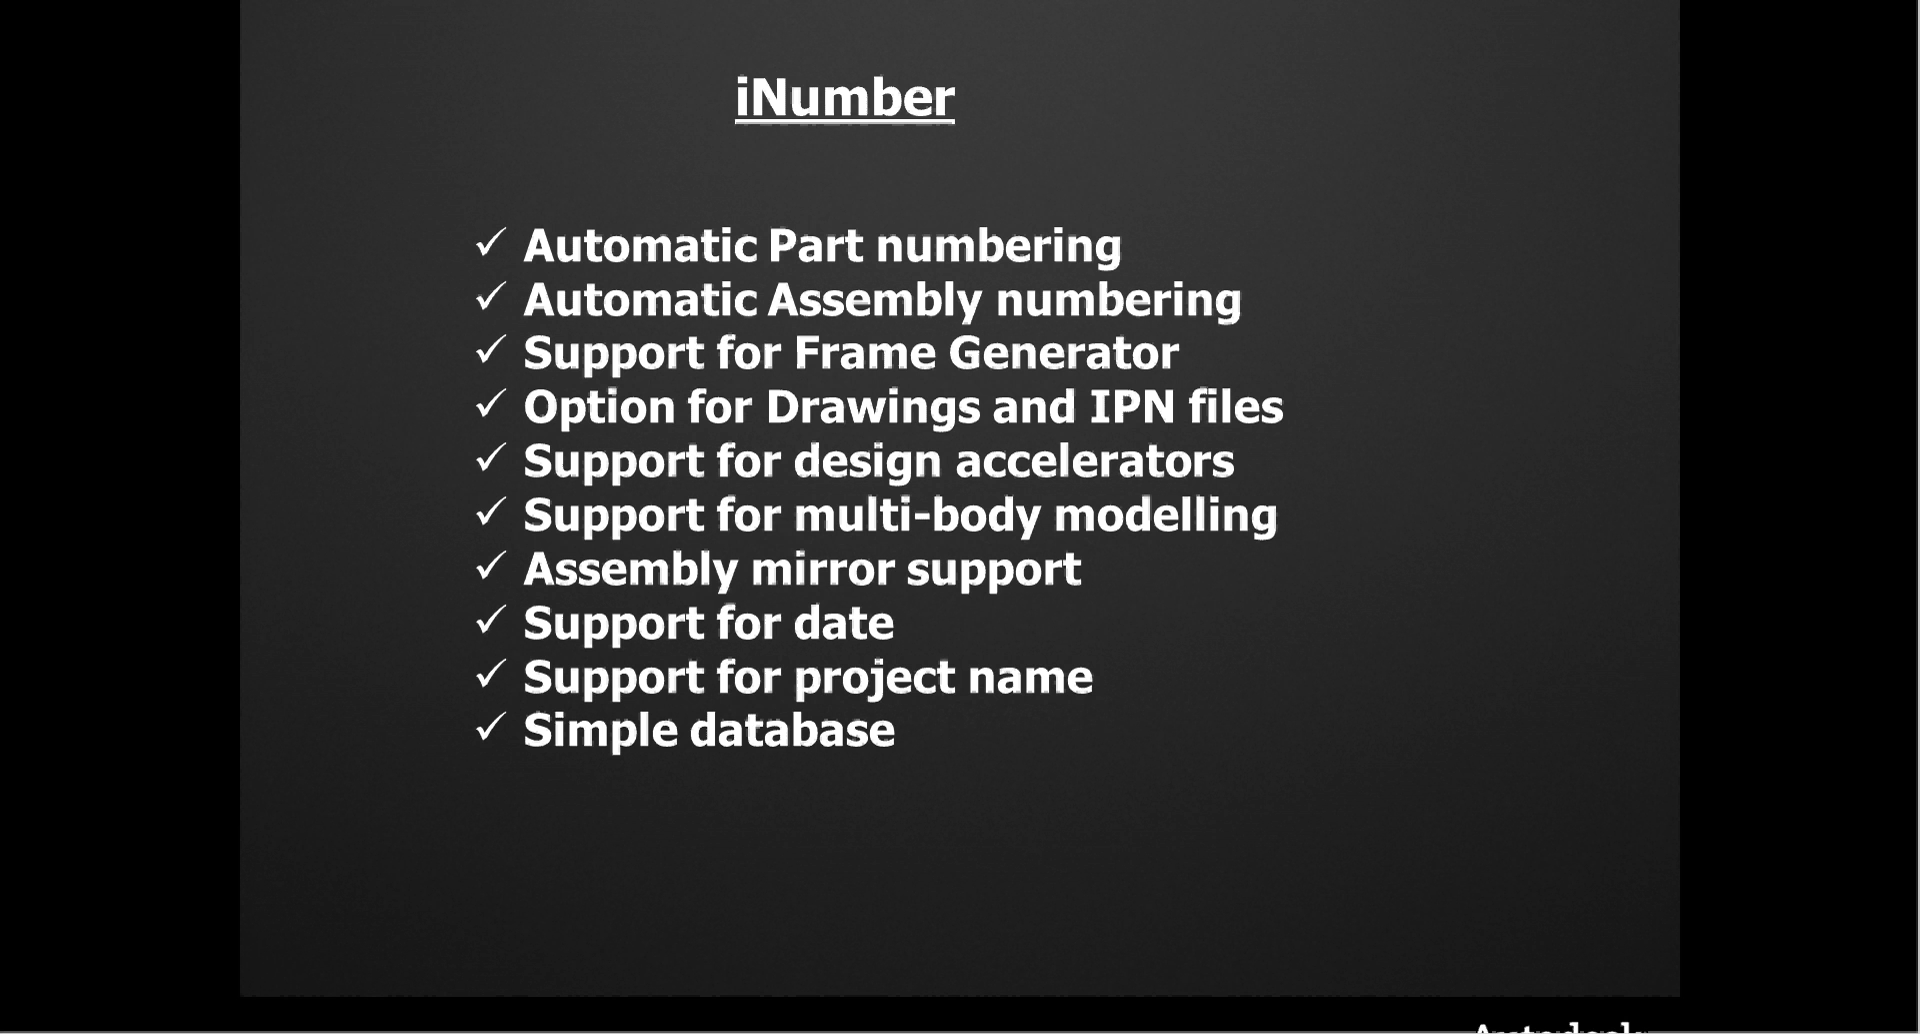 iNumber
✓ Automatic Part numbering
✓ Automatic Assembly numbering
✓ Support for Frame Generator
✓ Option for Drawings and IPN files
✓ Support for design accelerators
✓ Support for multi-body modelling
✓ Assembly mirror support
✓ Support for date
✓ Support for project name
✓ Simple database